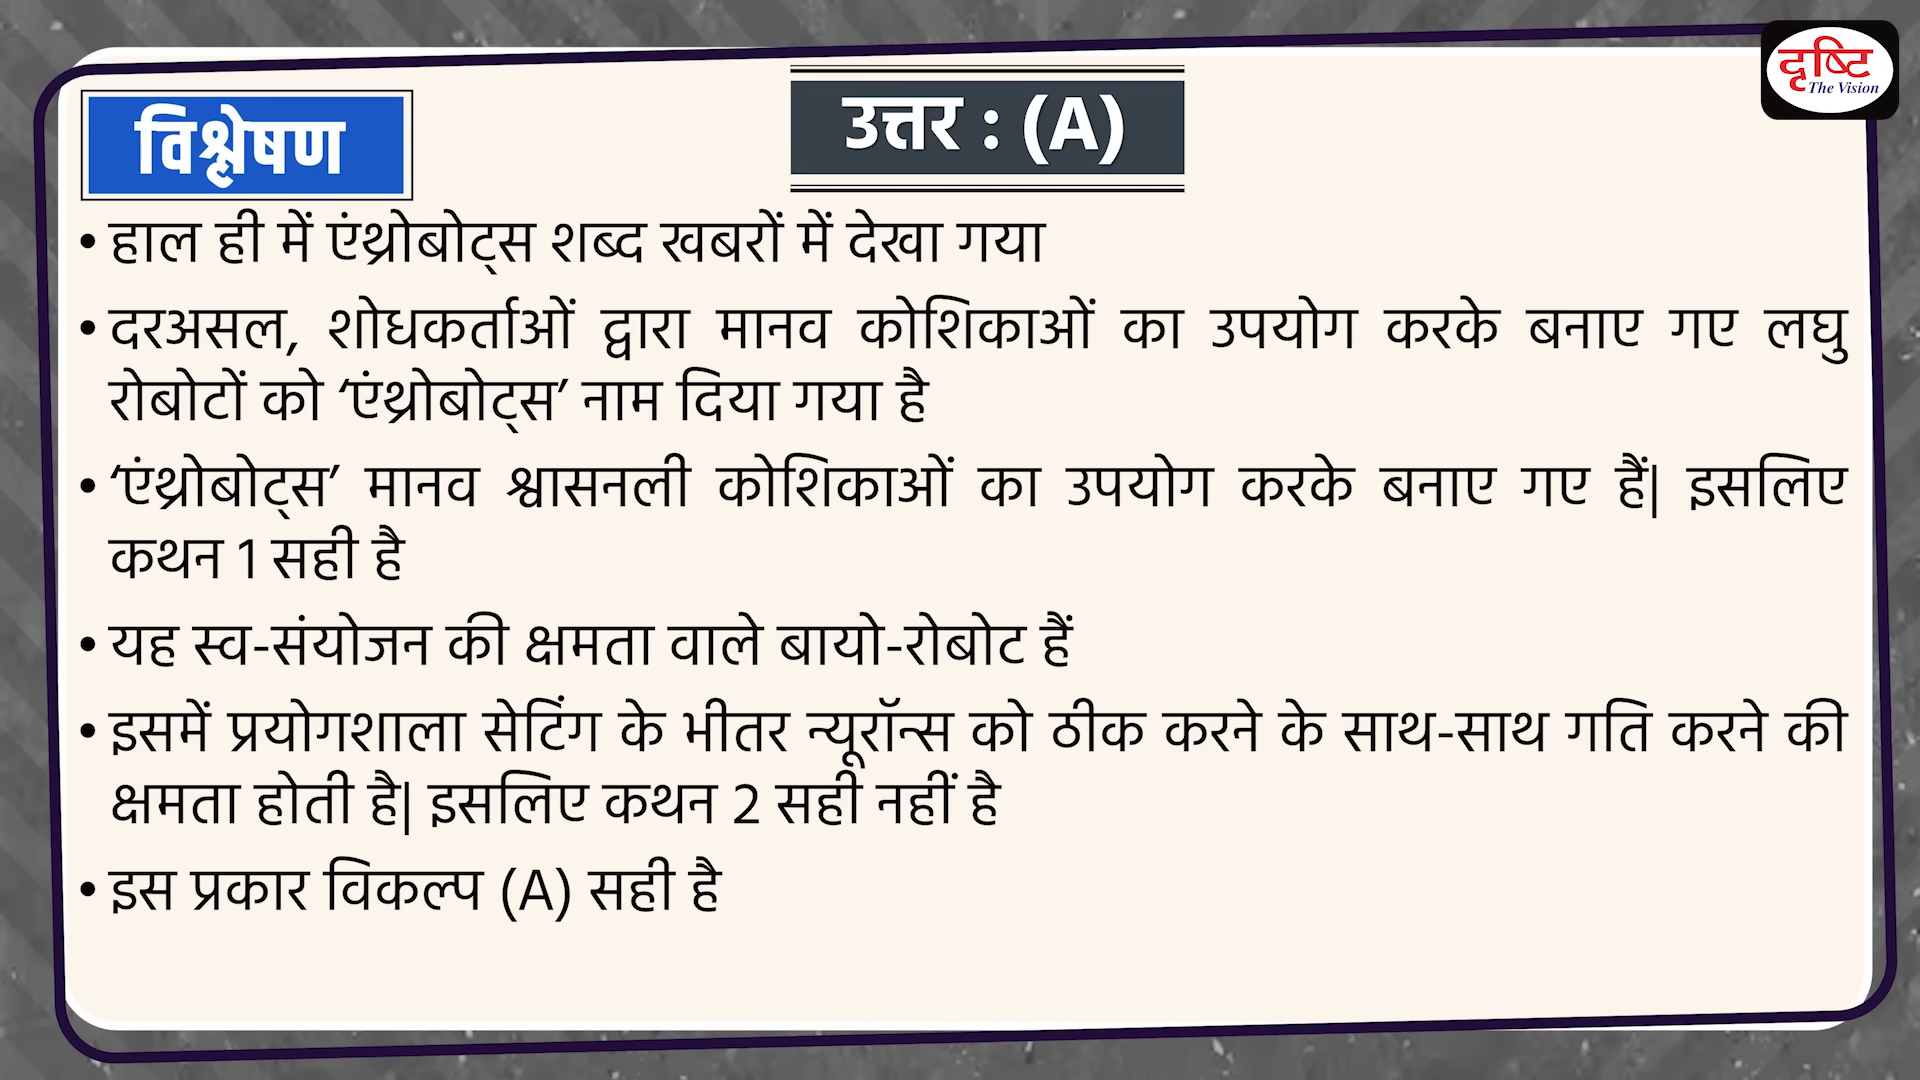 दृष्टि
The Vision
विश्लेषण
उत्तर : (A)
• हाल ही में एंथ्रोबोट्स शब्द खबरों में देखा गया
• दरअसल, शोधकर्ताओं द्वारा मानव कोशिकाओं का उपयोग करके बनाए गए लघु
रोबोटों को ‘एंथ्रोबोट्स’ नाम दिया गया है
• ‘एंथ्रोबोट्स’ मानव श्वासनली कोशिकाओं का उपयोग करके बनाए गए हैं| इसलिए
कथन 1 सही है
• यह स्व-संयोजन की क्षमता वाले बायो-रोबोट हैं
• इसमें प्रयोगशाला सेटिंग के भीतर न्यूरॉन्स को ठीक करने के साथ-साथ गति करने की
क्षमता होती है| इसलिए कथन 2 सही नहीं है
• इस प्रकार विकल्प (A) सही है